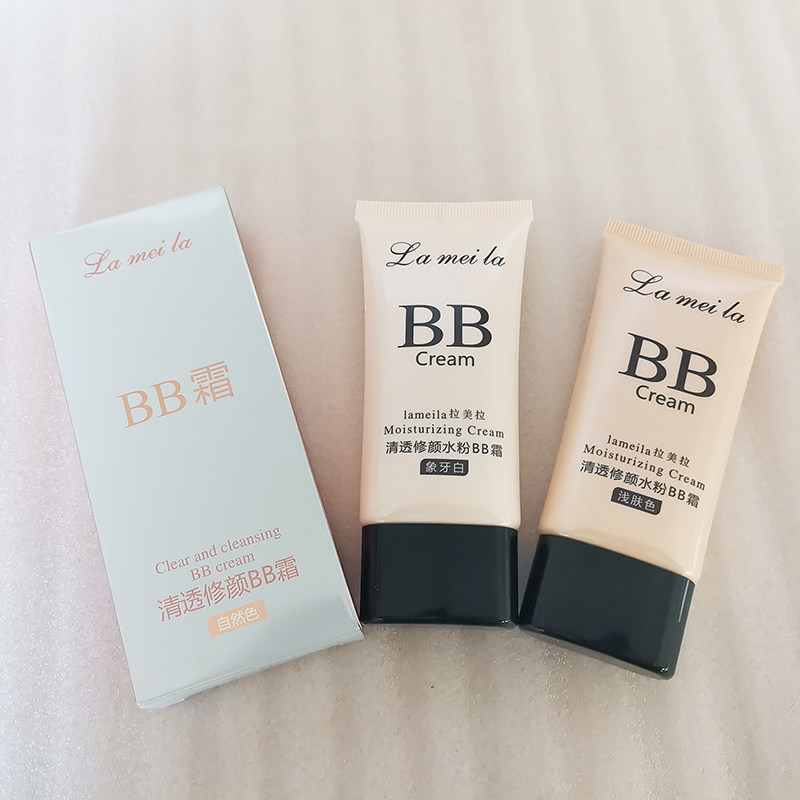 La mei la
BB霜
Clear and cleansing
BB cream
清透修颜BB霜
自然色
La mei la
BB
Cream
lameila拉美拉
Moisturizing Cream
清透修颜水粉BB霜
象牙白
La mei la
BB
Cream
lameila拉美拉
Moisturizing Cream
清透修颜水粉BB霜
浅肤色